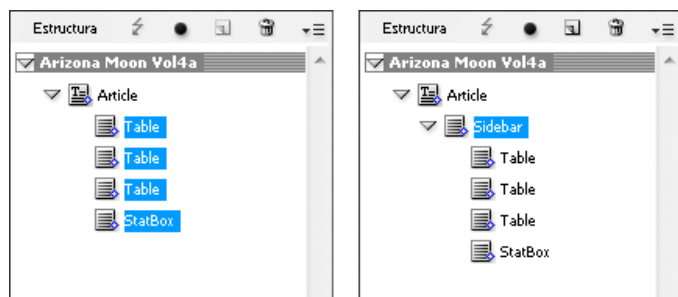 Estructura
Arizona Moon Vol4a
Article
Table
Table
Table
StatBox
Estructura
Arizona Moon Vol4a
Article
Sidebar
Table
Table
Table
StatBox